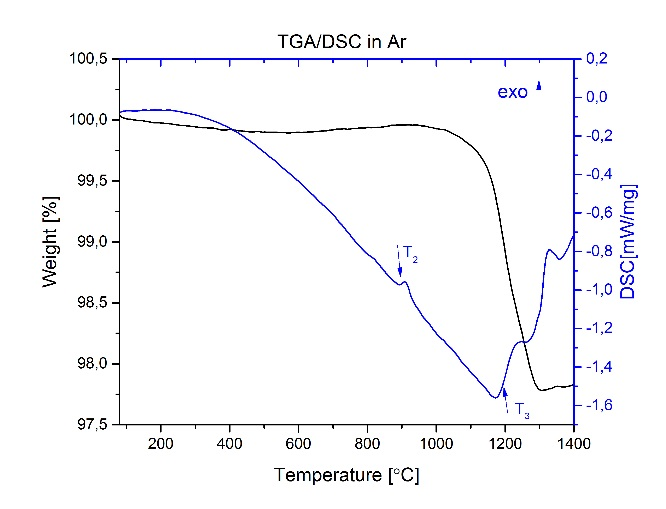 TGA/DSC in Ar
100,5
100,0
99,5
99,0
98,5
98,0
97,5
Weight [%]
0,2
0,0
-0,2
-0,4
-0,6
-0,8
-1,0
-1,2
-1,4
-1,6
DSC[mW/mg]
exo
T2
T3
200 400 600 800 1000 1200 1400
Temperature [°C]